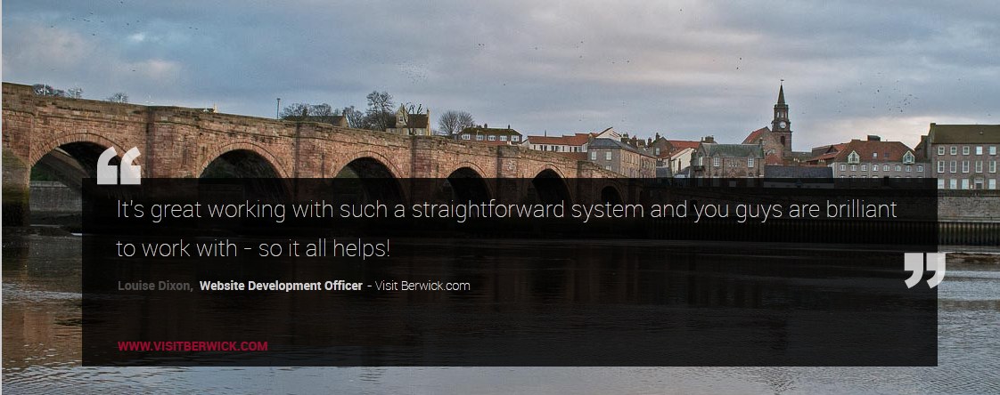 “
It's great working with such a straightforward system and you guys are brilliant
to work with - so it all helps!
”
Louise Dixon, Website Development Officer - Visit Berwick.com
WWW.VISITBERWICK.COM